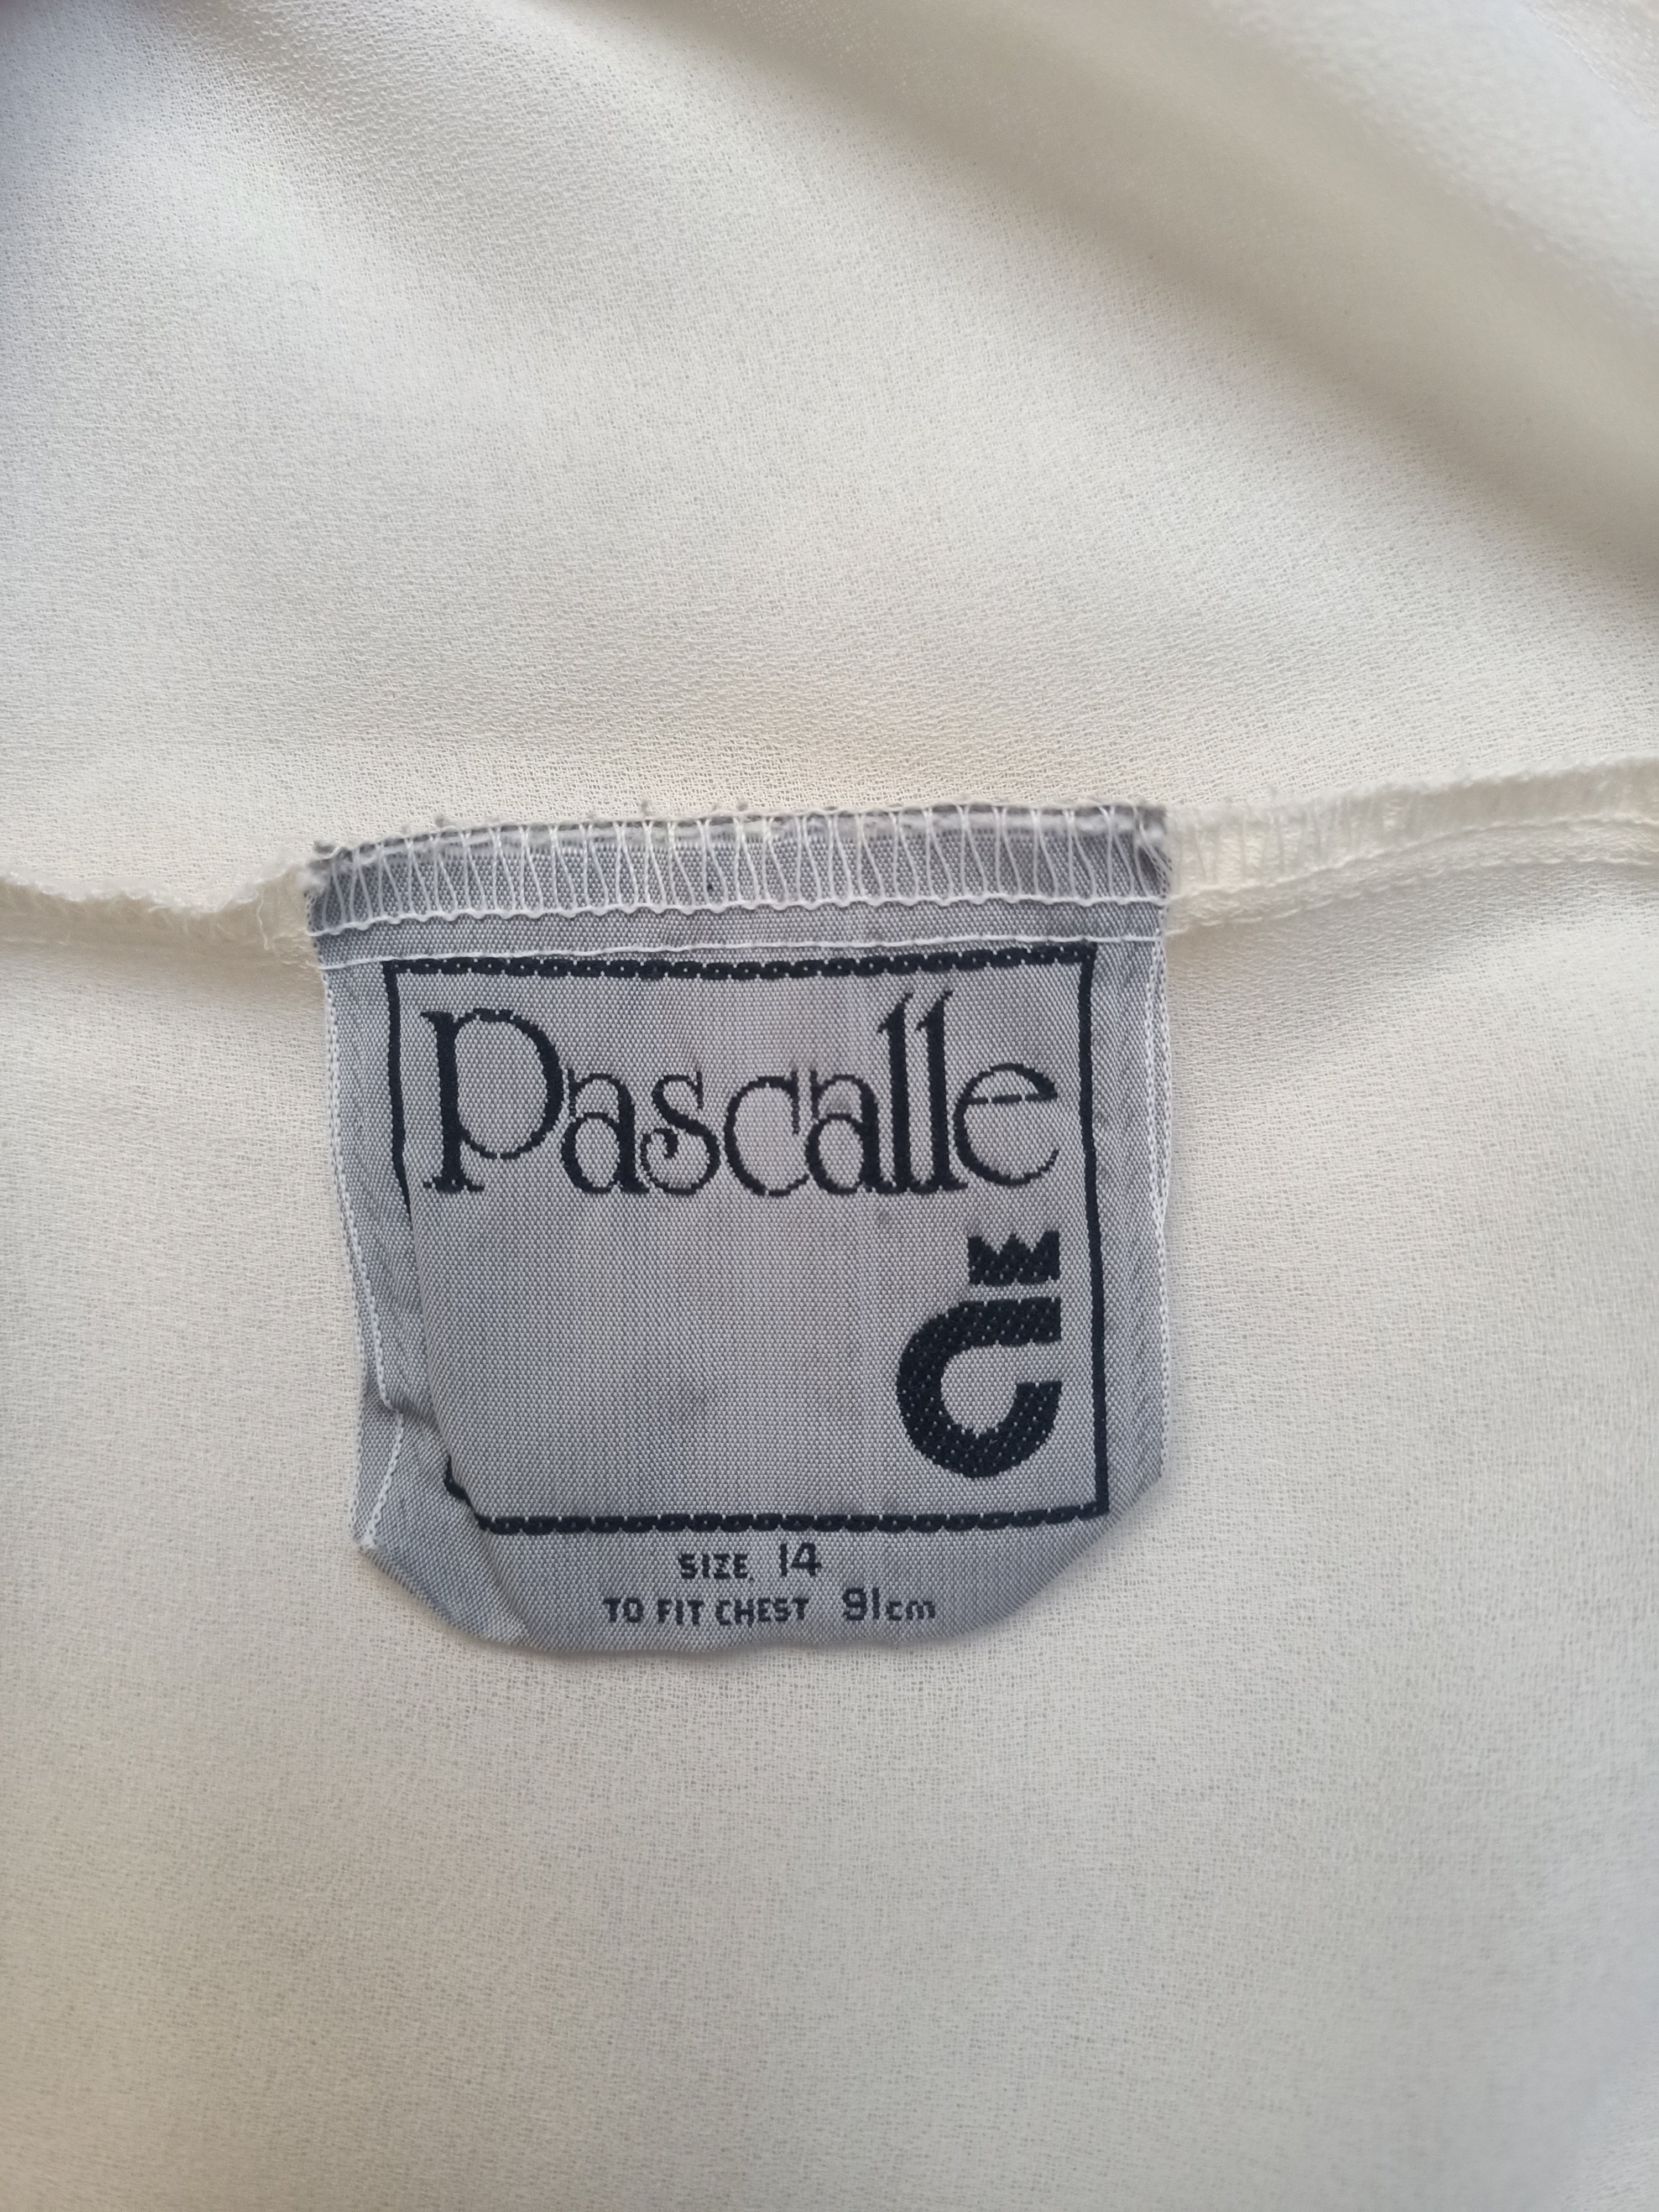 Pascalle
SIZE 14
TO FIT CHEST 91cm